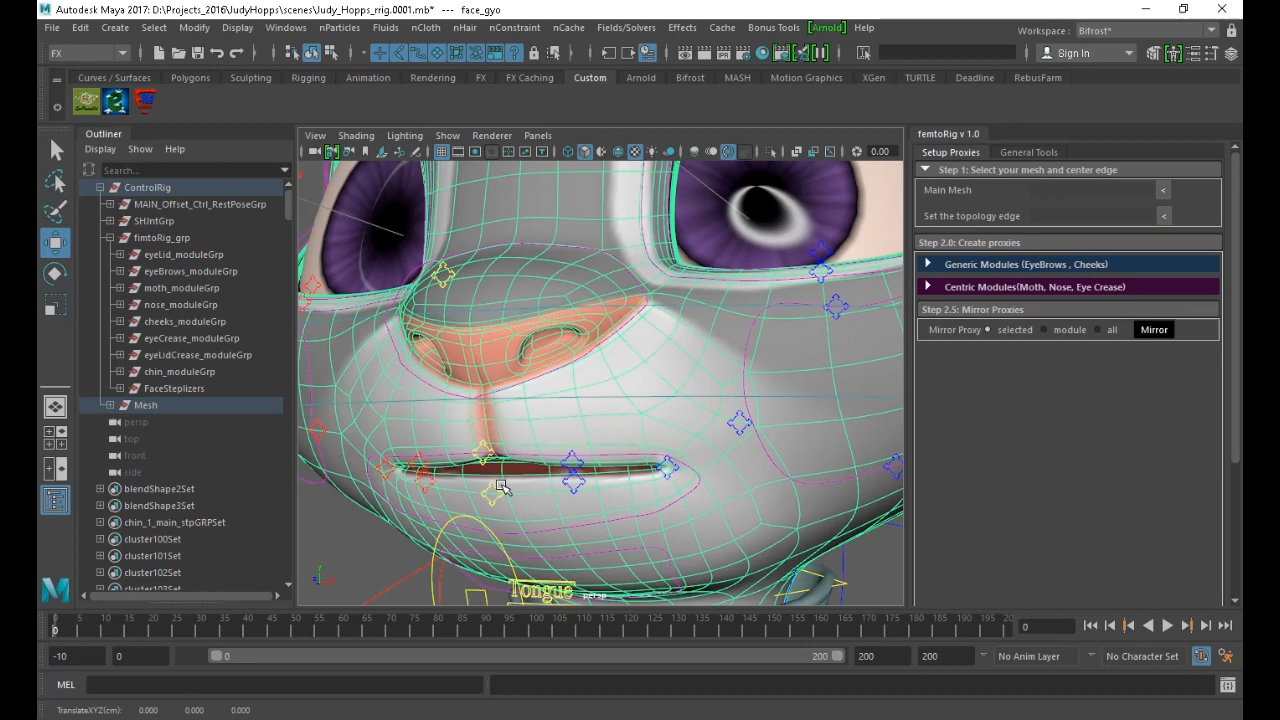 Autodesk Maya 2017: D:\Projects_2016\JudyHopps\scenes\Judy_Hopps_rig.0001.mb* --- face_gyo
File Edit Create Select Modify Display Windows nParticles Fluids nCloth nHair nConstraint nCache Fields/Solvers Effects Cache Bonus Tools [Arnold] Help
Workspace: Bifrost*
FX
Sign In
Curves / Surfaces Polygons Sculpting Rigging Animation Rendering FX FX Caching Custom Arnold Bifrost MASH Motion Graphics XGen TURTLE Deadline RebusFarm
Outliner
Display Show Help
Search...
ControlRig
MAIN_Offset_Ctrl_RestPoseGrp
SHJntGrp
fimtoRig_grp
eyeLid_moduleGrp
eyeBrows_moduleGrp
moth_moduleGrp
nose_moduleGrp
cheeks_moduleGrp
eyeCrease_moduleGrp
eyeLidCrease_moduleGrp
chin_moduleGrp
FaceSteplizers
Mesh
persp
top
front
side
blendShape2Set
blendShape3Set
chin_1_main_stpGRPSet
cluster100Set
cluster101Set
cluster102Set
cluster103Set
View Shading Lighting Show Renderer Panels
0.00
Tongue
persp
femtoRig v 1.0
Setup Proxies General Tools
Step 1: Select your mesh and center edge
Main Mesh <
Set the topology edge <
Step 2.0: Create proxies
Generic Modules (EyeBrows , Cheeks)
Centric Modules(Moth, Nose, Eye Crease)
Step 2.5: Mirror Proxies
Mirror Proxy selected module all Mirror
0 5 10 15 20 25 30 35 40 45 50 55 60 65 70 75 80 85 90 95 100 105 110 115 120 125 130 135 140 145 150 155 160 165 170 175 180 185 190 195 20
0
0
-10 0 0 200 200 200 No Anim Layer No Character Set
MEL
TranslateXYZ(cm): 0.000 0.000 0.000